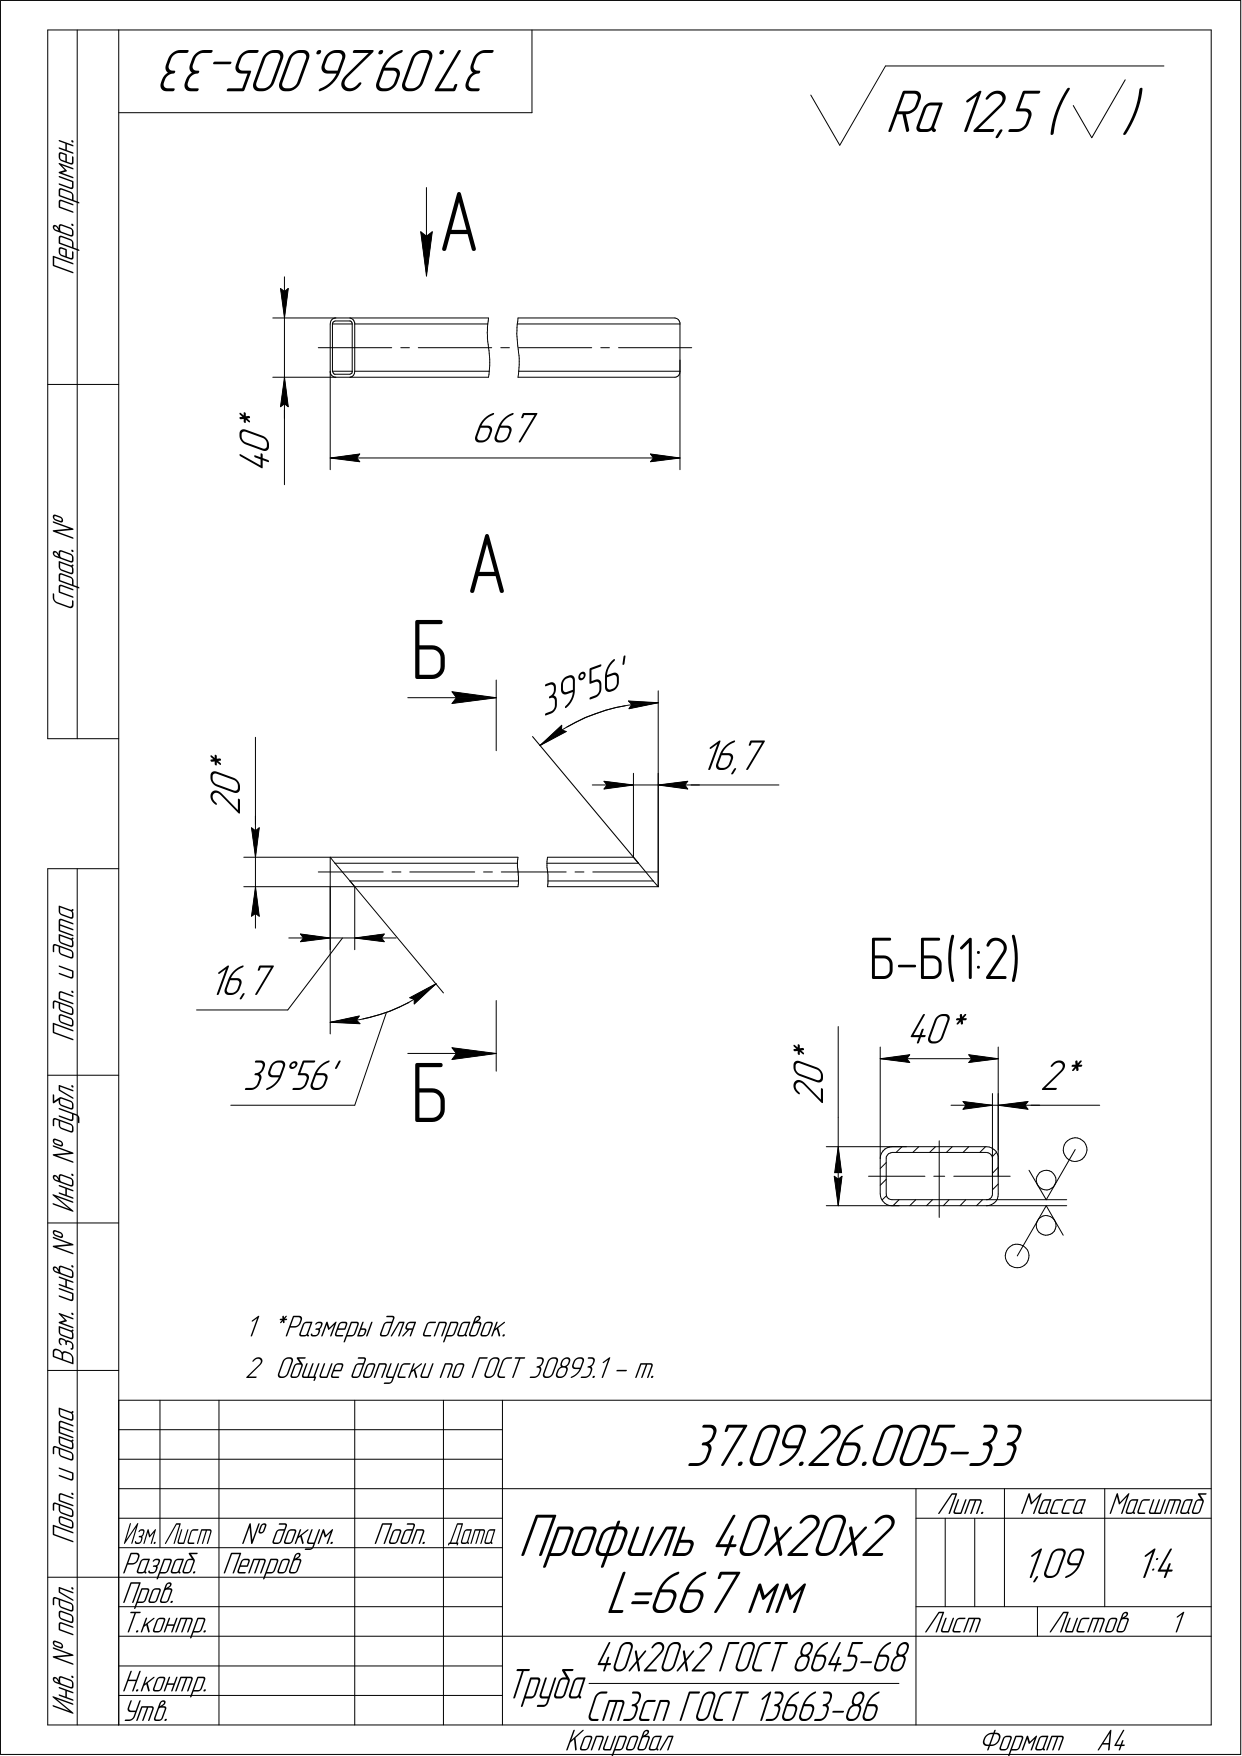 37.09.26.005-33
Ra 12,5 (√)
Перв. примен.
Справ. №
Подп. и дата
Инв. № дубл.
Взам. инв. №
Подп. и дата
Инв. № подл.
А
40*
667
А
Б
39°56'
16,7
20*
16,7
39°56'
Б
Б-Б(1:2)
40*
20*
2*
1 *Размеры для справок.
2 Общие допуски по ГОСТ 30893.1 - m.
37.09.26.005-33
Изм. Лист № докум. Подп. Дата
Разраб. Петров
Пров.
Т.контр.
Н.контр.
Утв.
Профиль 40х20х2
L=667 мм
Лит. Масса Масштаб
1,09 1:4
Лист Листов 1
Труба 40х20х2 ГОСТ 8645-68
Ст3сп ГОСТ 13663-86
Копировал Формат А4